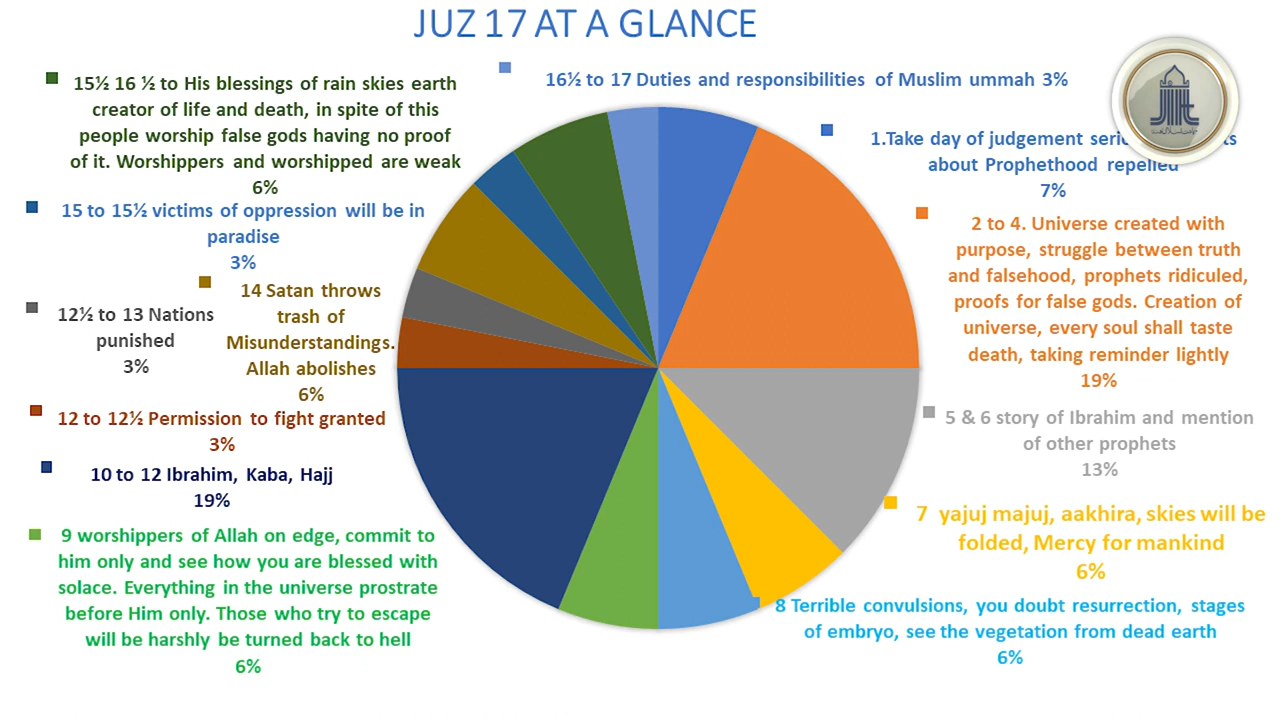 JUZ 17 AT A GLANCE
16½ to 17 Duties and responsibilities of Muslim ummah 3%
1.Take day of judgement
about Prophethood repelled
7%
2 to 4. Universe created with
purpose, struggle between truth
and falsehood, prophets ridiculed,
proofs for false gods. Creation of
universe, every soul shall taste
death, taking reminder lightly
19%
5 & 6 story of Ibrahim and mention
of other prophets
13%
7 yajuj majuj, aakhira, skies will be
folded, Mercy for mankind
6%
8 Terrible convulsions, you doubt resurrection, stages
of embryo, see the vegetation from dead earth
6%
9 worshippers of Allah on edge, commit to
him only and see how you are blessed with
solace. Everything in the universe prostrate
before Him only. Those who try to escape
will be harshly be turned back to hell
6%
10 to 12 Ibrahim, Kaba, Hajj
19%
12 to 12½ Permission to fight granted
3%
12½ to 13 Nations
punished
3%
14 Satan throws
trash of
Misunderstandings.
Allah abolishes
6%
15 to 15½ victims of oppression will be in
paradise
3%
15½ 16 ½ to His blessings of rain skies earth
creator of life and death, in spite of this
people worship false gods having no proof
of it. Worshippers and worshipped are weak
6%